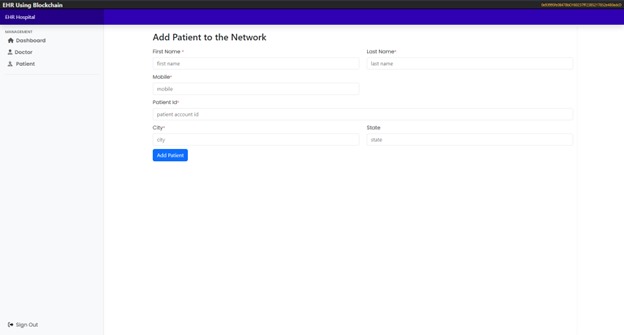 EHR Using Blockchain
EHR Hospital
MANAGEMENT
Dashboard
Doctor
Patient
Add Patient to the Network
First Name * Last Name*
first name last name
Mobile*
mobile
Patient id*
patient account id
City* State
city state
Add Patient
Sign Out